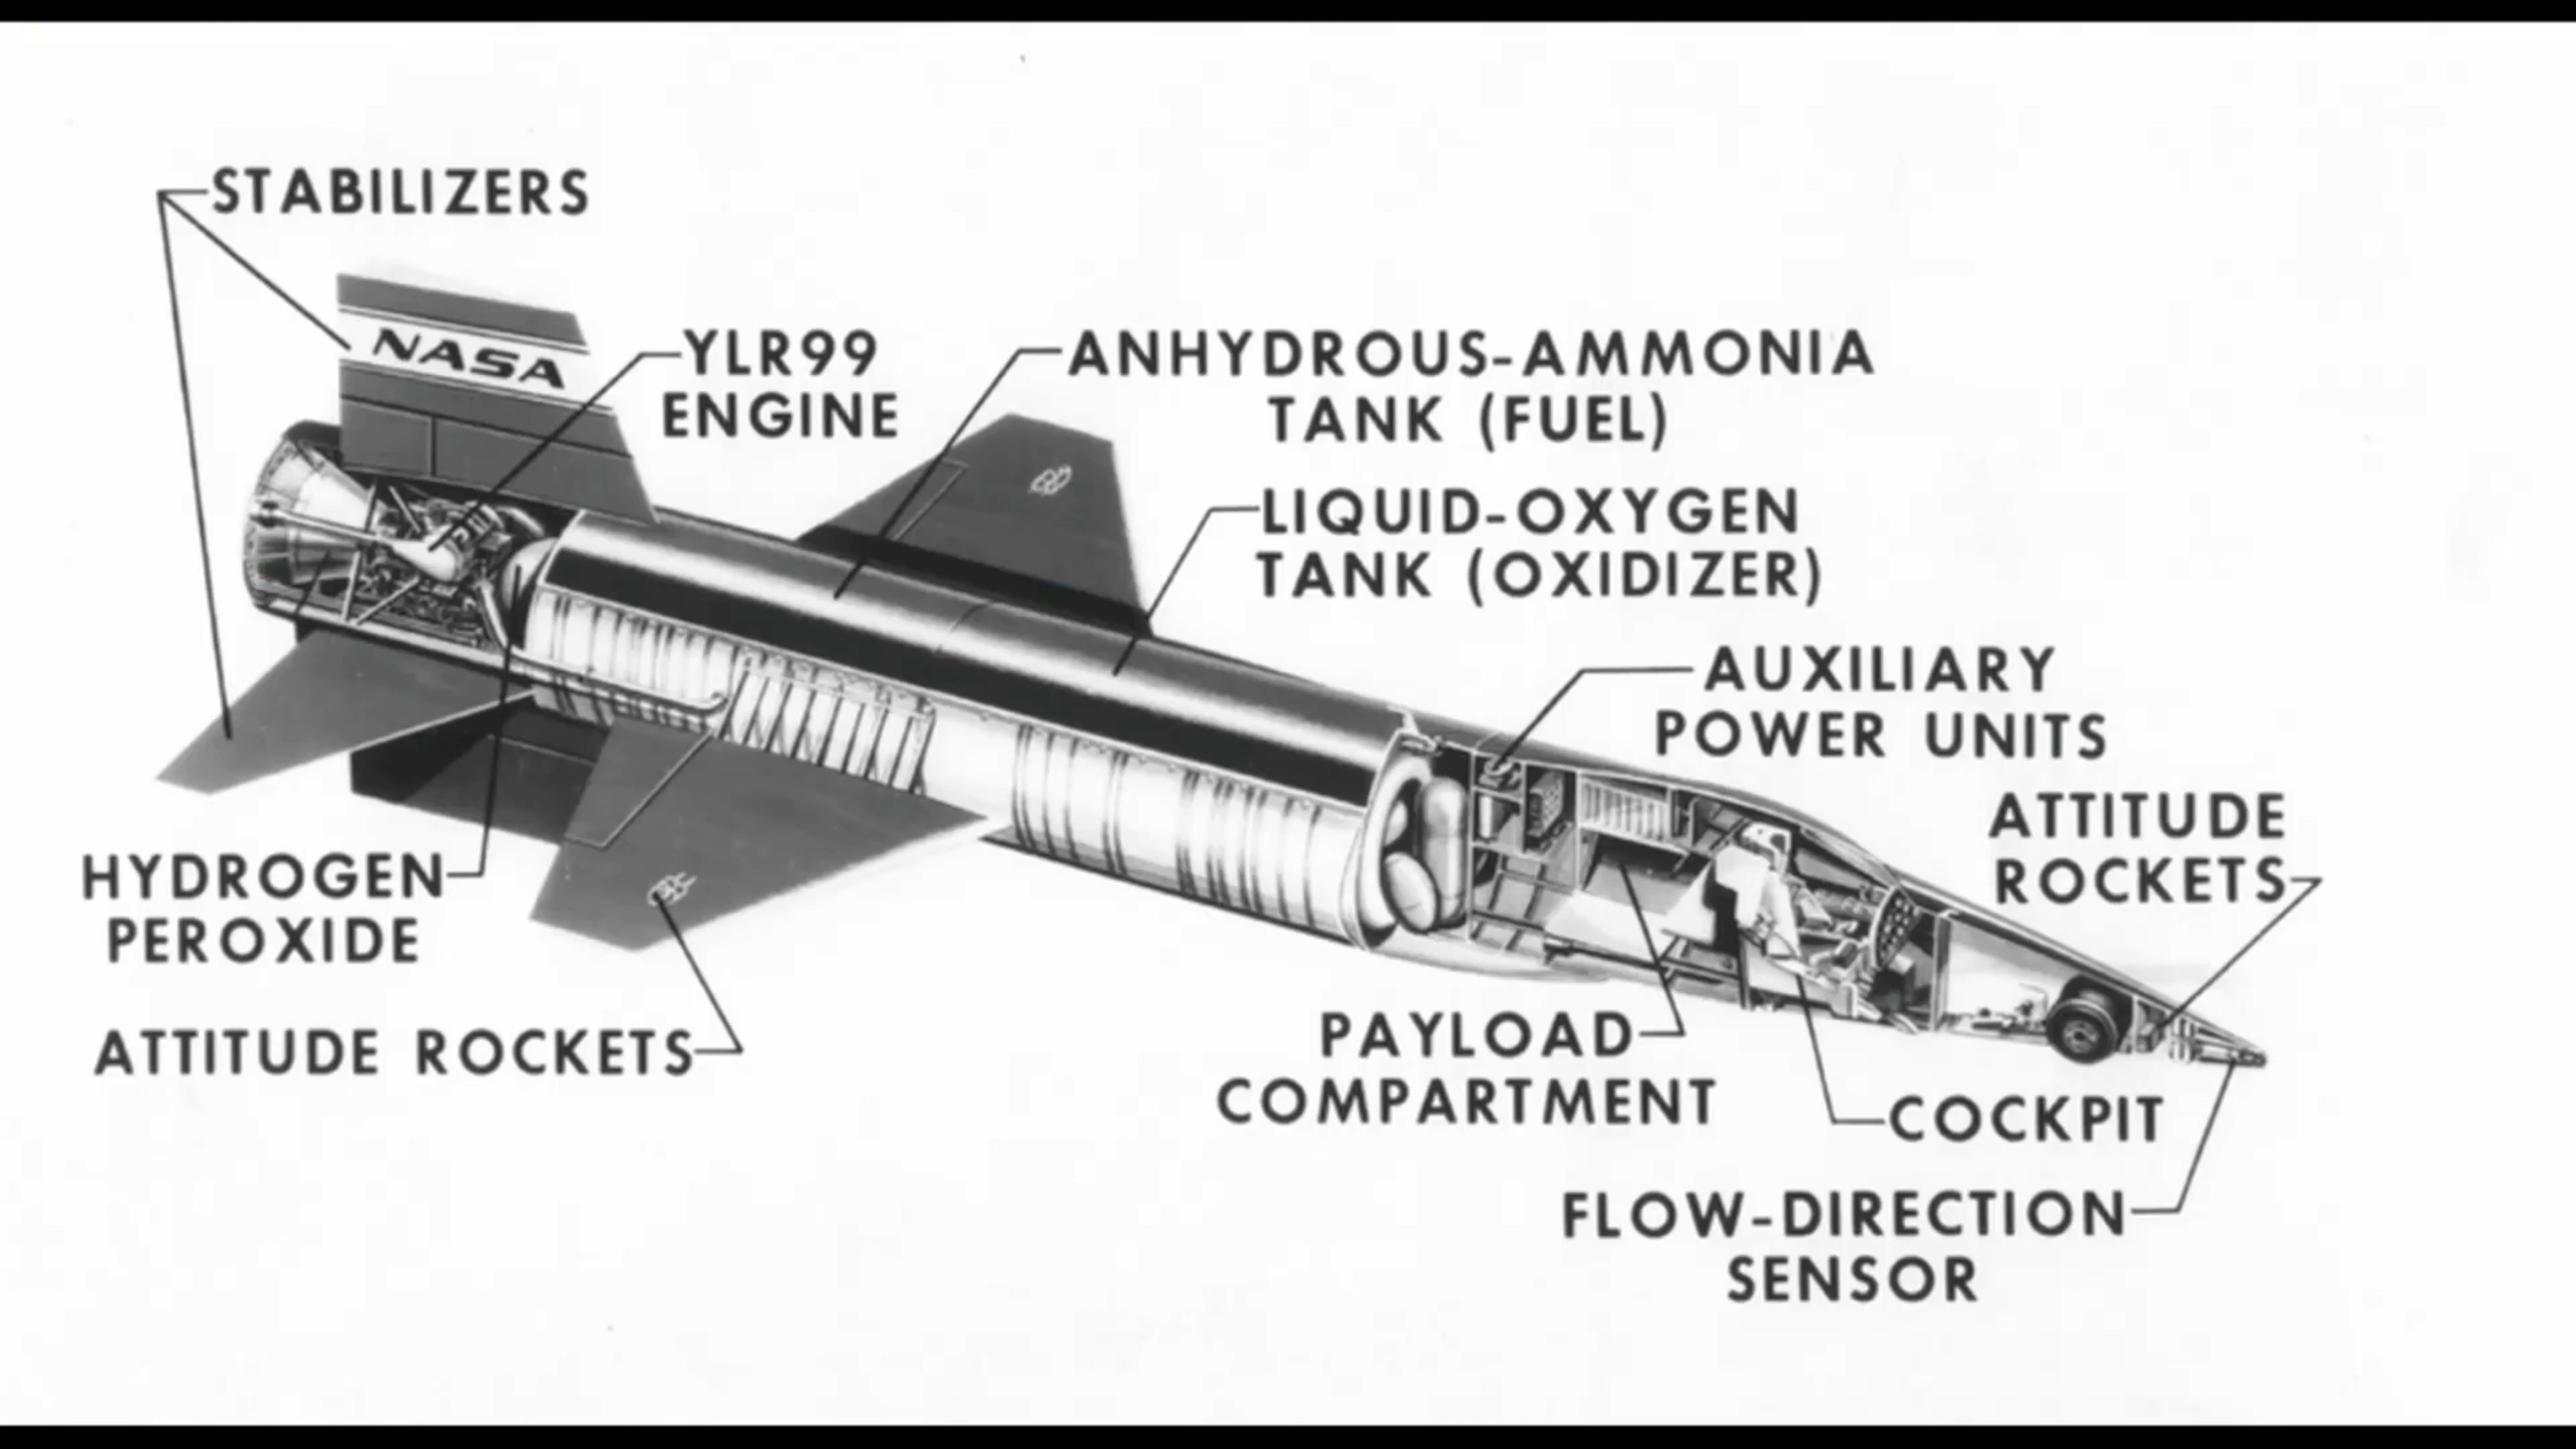 STABILIZERS
NASA
YLR99
ENGINE
ANHYDROUS-AMMONIA
TANK (FUEL)
LIQUID-OXYGEN
TANK (OXIDIZER)
AUXILIARY
POWER UNITS
ATTITUDE
ROCKETS
HYDROGEN
PEROXIDE
ATTITUDE ROCKETS
PAYLOAD
COMPARTMENT
COCKPIT
FLOW-DIRECTION
SENSOR